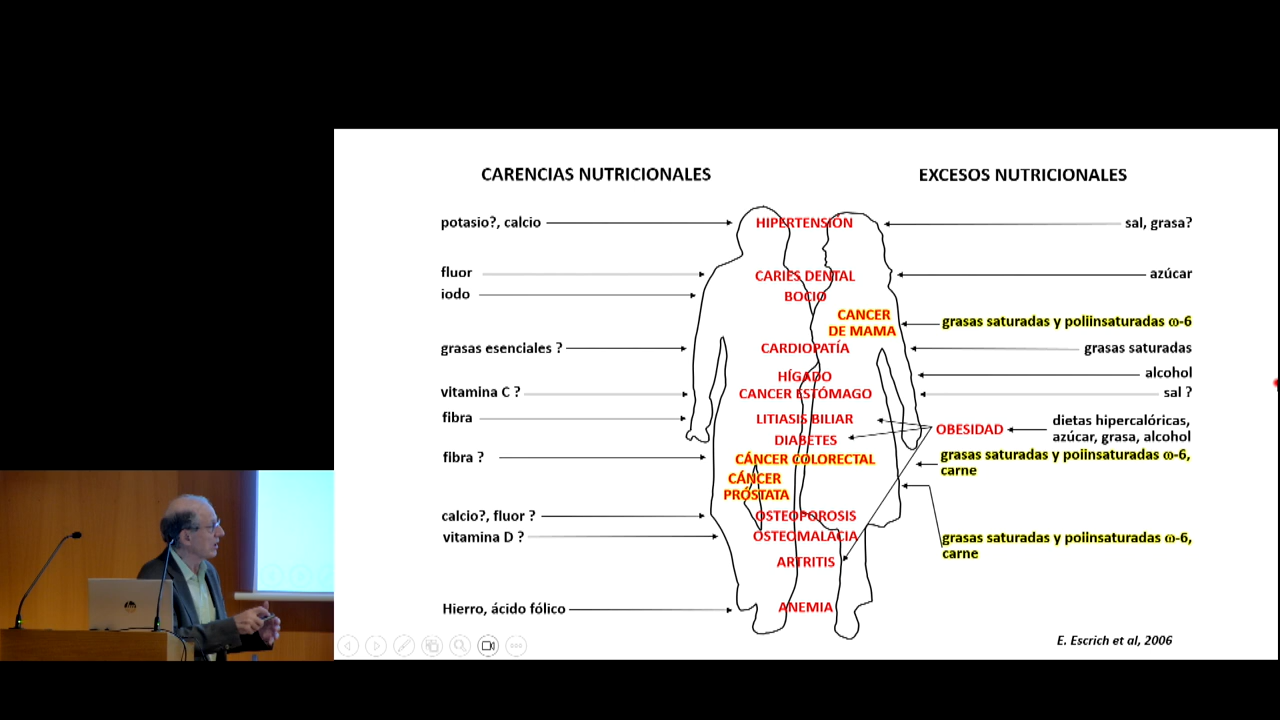 CARENCIAS NUTRICIONALES
EXCESOS NUTRICIONALES
potasio?, calcio
HIPERTENSIÓN
sal, grasa?
fluor
CARIES DENTAL
azúcar
iodo
BOCIO
CANCER
DE MAMA
grasas saturadas y poliinsaturadas ω-6
grasas esenciales ?
CARDIOPATÍA
grasas saturadas
HÍGADO
alcohol
vitamina C ?
CANCER ESTÓMAGO
sal ?
fibra
LITIASIS BILIAR
OBESIDAD
dietas hipercalóricas,
azúcar, grasa, alcohol
DIABETES
fibra ?
CÁNCER COLORECTAL
grasas saturadas y poiinsaturadas ω-6,
carne
CÁNCER
PRÓSTATA
calcio?, fluor ?
OSTEOPOROSIS
vitamina D ?
OSTEOMALACIA
grasas saturadas y poiinsaturadas ω-6,
carne
ARTRITIS
Hierro, ácido fólico
ANEMIA
E. Escrich et al, 2006
hp